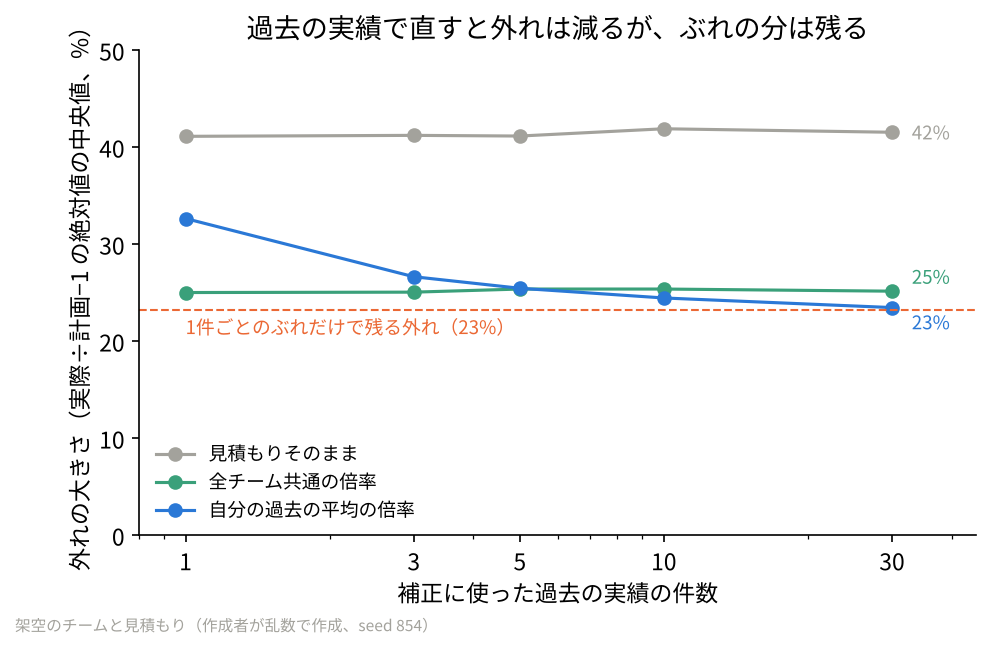 過去の実績で直すと外れは減るが、ぶれの分は残る
外れの大きさ（実際÷計画−1 の絶対値の中央値、%）
50
40
30
20
10
0
42%
25%
23%
1件ごとのぶれだけで残る外れ（23%）
見積もりそのまま
全チーム共通の倍率
自分の過去の平均の倍率
1 3 5 10 30
補正に使った過去の実績の件数
架空のチームと見積もり（作成者が乱数で作成、seed 854）